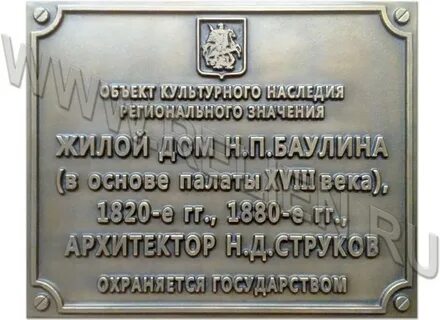 ОБЪЕКТ КУЛЬТУРНОГО НАСЛЕДИЯ
РЕГИОНАЛЬНОГО ЗНАЧЕНИЯ
ЖИЛОЙ ДОМ Н.П.БАУЛИНА
(в основе палаты XVIII века),
1820-е гг., 1880-е гг.,
АРХИТЕКТОР Н.Д.СТРУКОВ
ОХРАНЯЕТСЯ ГОСУДАРСТВОМ